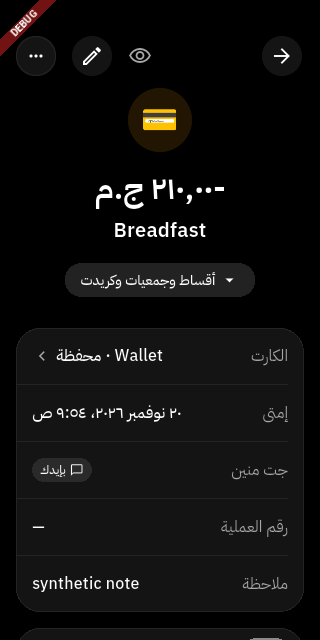 DEBUG
-٢١٠,٠٠ ج.م
Breadfast
أقساط وجمعيات وكريدت
الكارت
محفظة · Wallet
إمتى
٢٠ نوفمبر ٢٠٢٦، ٩:٥٤ ص
جت منين
بإيدك
رقم العملية
—
ملاحظة
synthetic note